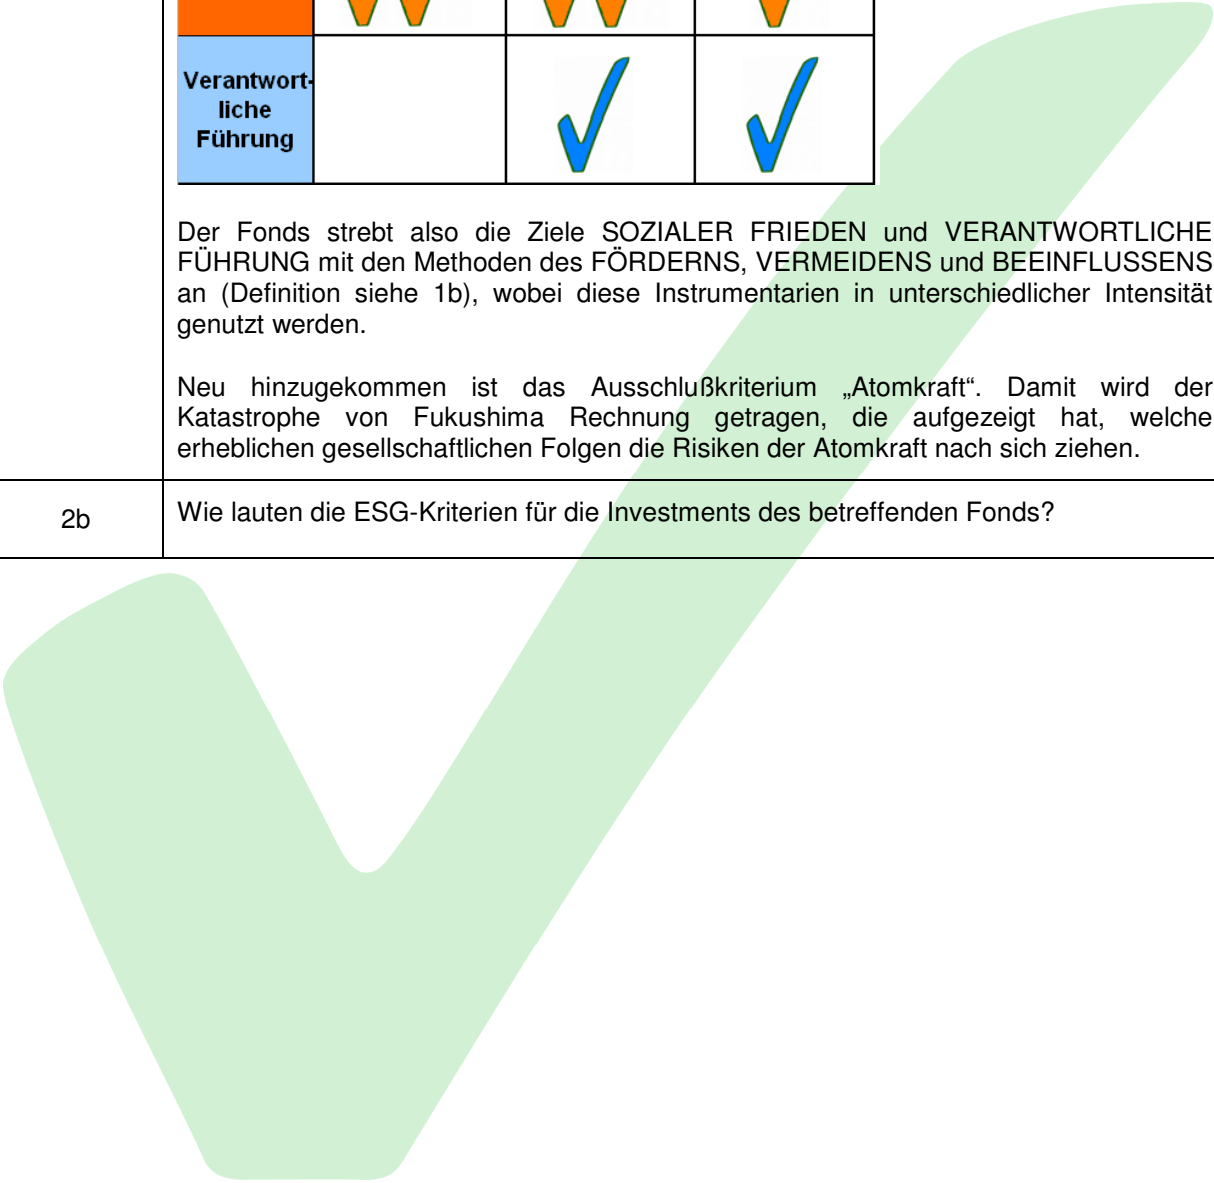 Verantwort-
liche
Führung
Der Fonds strebt also die Ziele SOZIALER FRIEDEN und VERANTWORTLICHE
FÜHRUNG mit den Methoden des FÖRDERNS, VERMEIDENS und BEEINFLUSSENS
an (Definition siehe 1b), wobei diese Instrumentarien in unterschiedlicher Intensität
genutzt werden.
Neu hinzugekommen ist das Ausschlußkriterium „Atomkraft“. Damit wird der
Katastrophe von Fukushima Rechnung getragen, die aufgezeigt hat, welche
erheblichen gesellschaftlichen Folgen die Risiken der Atomkraft nach sich ziehen.
2b
Wie lauten die ESG-Kriterien für die Investments des betreffenden Fonds?